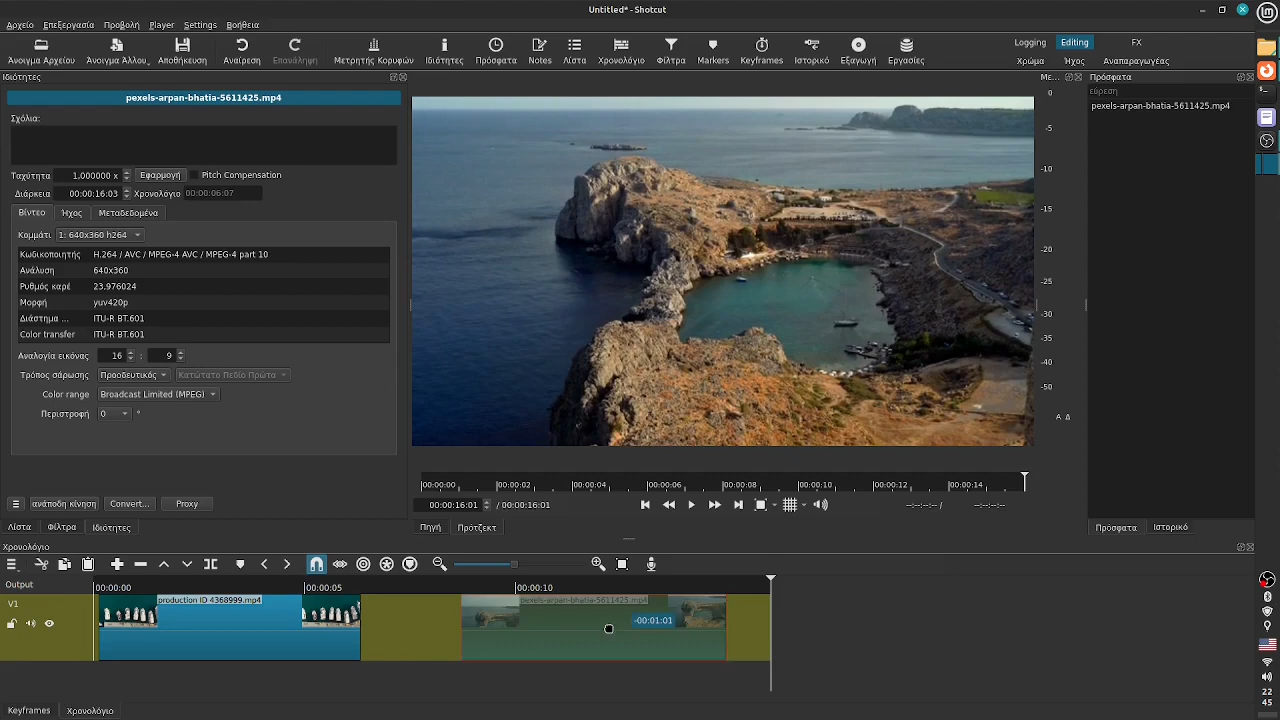 Untitled* - Shotcut
Αρχείο Επεξεργασία Προβολή Player Settings Βοήθεια
Άνοιγμα Αρχείου Άνοιγμα Άλλου.. Αποθήκευση Αναίρεση Επανάληψη Μετρητής Κορυφών Ιδιότητες Πρόσφατα Notes Λίστα Χρονολόγιο Φίλτρα Markers Keyframes Ιστορικό Εξαγωγή Εργασίες
Logging Editing FX
Χρώμα Ήχος Αναπαραγωγέας
Ιδιότητες
Με...
Πρόσφατα
pexels-arpan-bhatia-5611425.mp4
εύρεση
pexels-arpan-bhatia-5611425.mp4
Σχόλια:
Ταχύτητα 1,000000 x Εφαρμογή Pitch Compensation
Διάρκεια 00:00:16:03 Χρονολόγιο 00:00:06:07
Βίντεο Ήχος Μεταδεδομένα
Κομμάτι 1: 640x360 h264
Κωδικοποιητής H.264 / AVC / MPEG-4 AVC / MPEG-4 part 10
Ανάλυση 640x360
Ρυθμός καρέ 23.976024
Μορφή yuv420p
Διάστημα ... ITU-R BT.601
Color transfer ITU-R BT.601
Αναλογία εικόνας 16 : 9
Τρόπος σάρωσης Προοδευτικός Κατώτατο Πεδίο Πρώτα
Color range Broadcast Limited (MPEG)
Περιστροφή 0 °
ανάποδη κίνηση Convert... Proxy
Λίστα Φίλτρα Ιδιότητες
0
-5
-10
-15
-20
-25
-30
-35
-40
-50
Α Δ
00:00:00 00:00:02 00:00:04 00:00:06 00:00:08 00:00:10 00:00:12 00:00:14
00:00:16:01 / 00:00:16:01 --:--:--:-- / --:--:--:--
Πηγή Πρότζεκτ
Πρόσφατα Ιστορικό
Χρονολόγιο
Output 00:00:00 00:00:05 00:00:10
V1
production ID 4368999.mp4
pexels-arpan-bhatia-5611425.mp4
-00:01:01
Keyframes Χρονολόγιο
22
45